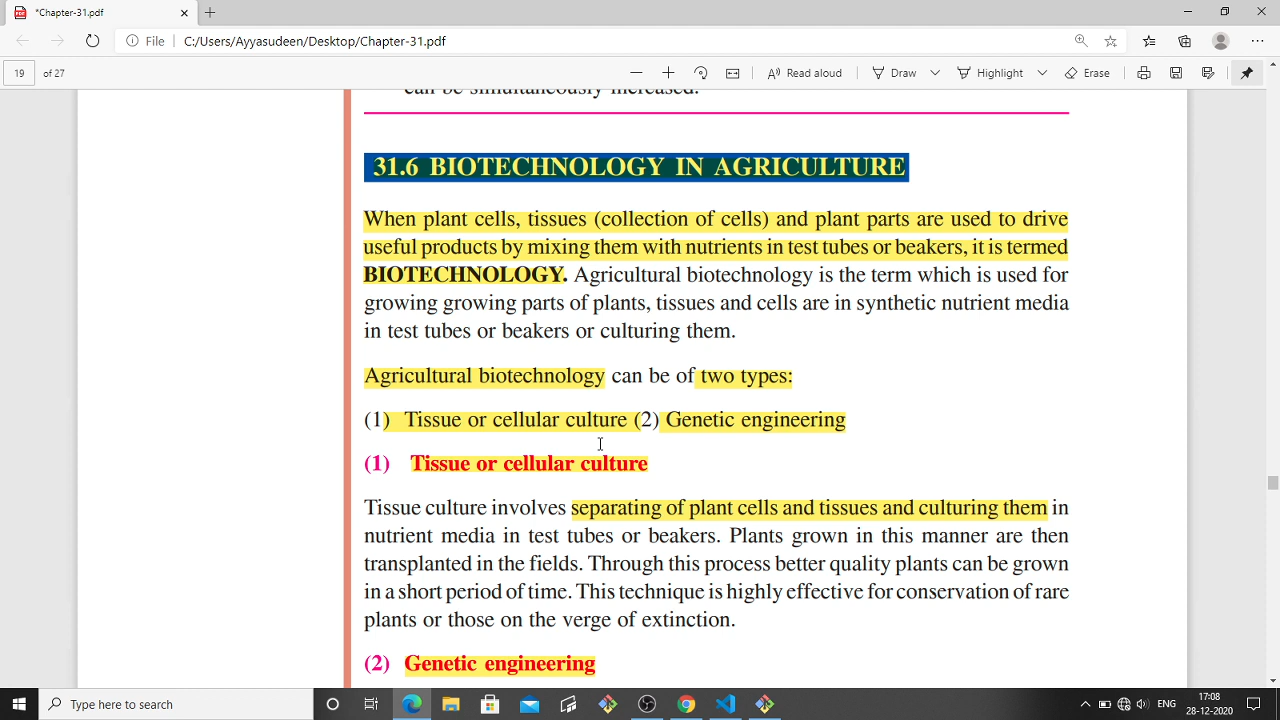 *Chapter-31.pdf
File C:/Users/Ayyasudeen/Desktop/Chapter-31.pdf
19 of 27 Read aloud Draw Highlight Erase
can be simultaneously increased.
31.6 BIOTECHNOLOGY IN AGRICULTURE
When plant cells, tissues (collection of cells) and plant parts are used to drive
useful products by mixing them with nutrients in test tubes or beakers, it is termed
BIOTECHNOLOGY. Agricultural biotechnology is the term which is used for
growing growing parts of plants, tissues and cells are in synthetic nutrient media
in test tubes or beakers or culturing them.
Agricultural biotechnology can be of two types:
(1) Tissue or cellular culture (2) Genetic engineering
(1) Tissue or cellular culture
Tissue culture involves separating of plant cells and tissues and culturing them in
nutrient media in test tubes or beakers. Plants grown in this manner are then
transplanted in the fields. Through this process better quality plants can be grown
in a short period of time. This technique is highly effective for conservation of rare
plants or those on the verge of extinction.
(2) Genetic engineering
Type here to search
ENG
17:08
28-12-2020